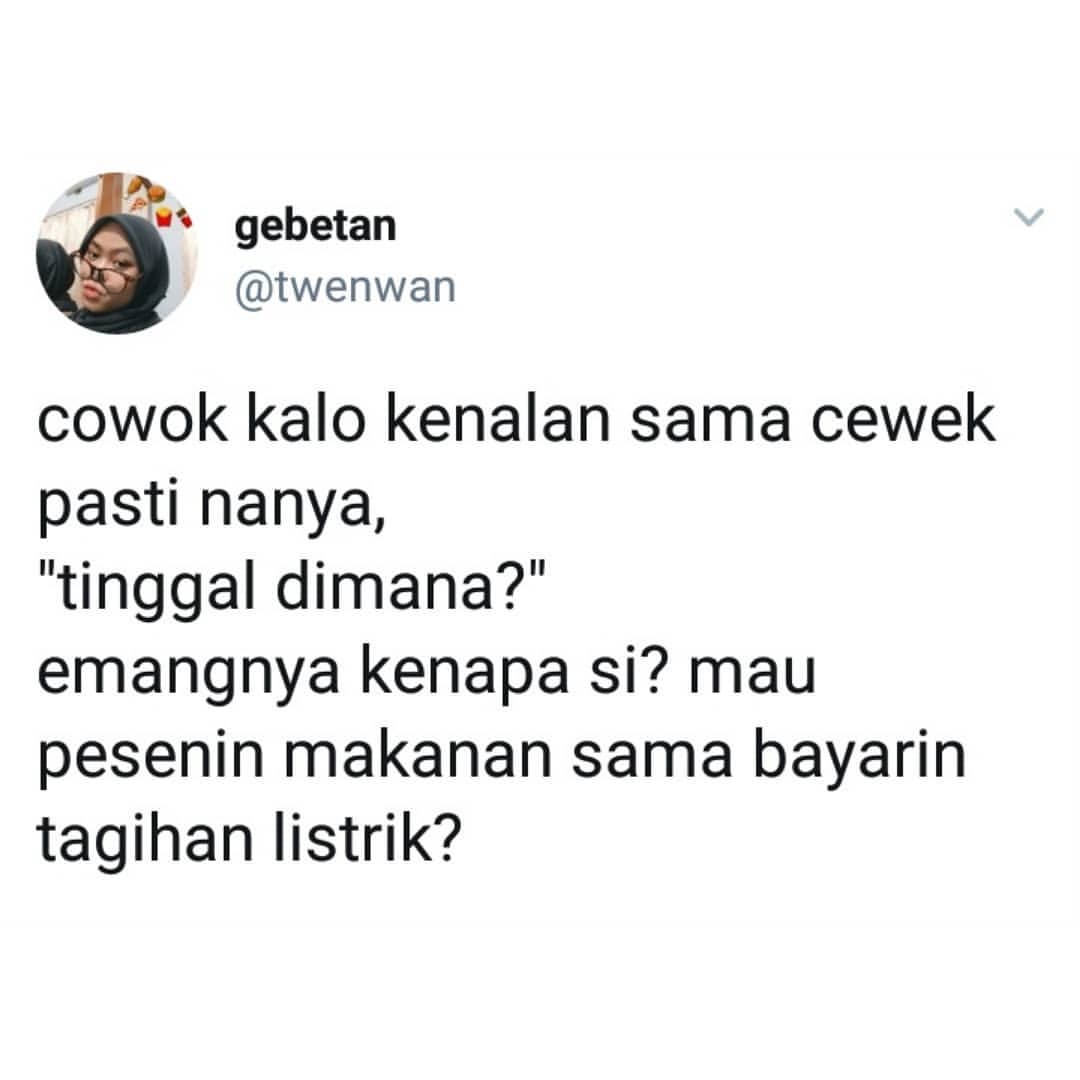 gebetan
@twenwan
cowok kalo kenalan sama cewek
pasti nanya,
"tinggal dimana?"
emangnya kenapa si? mau
pesenin makanan sama bayarin
tagihan listrik?